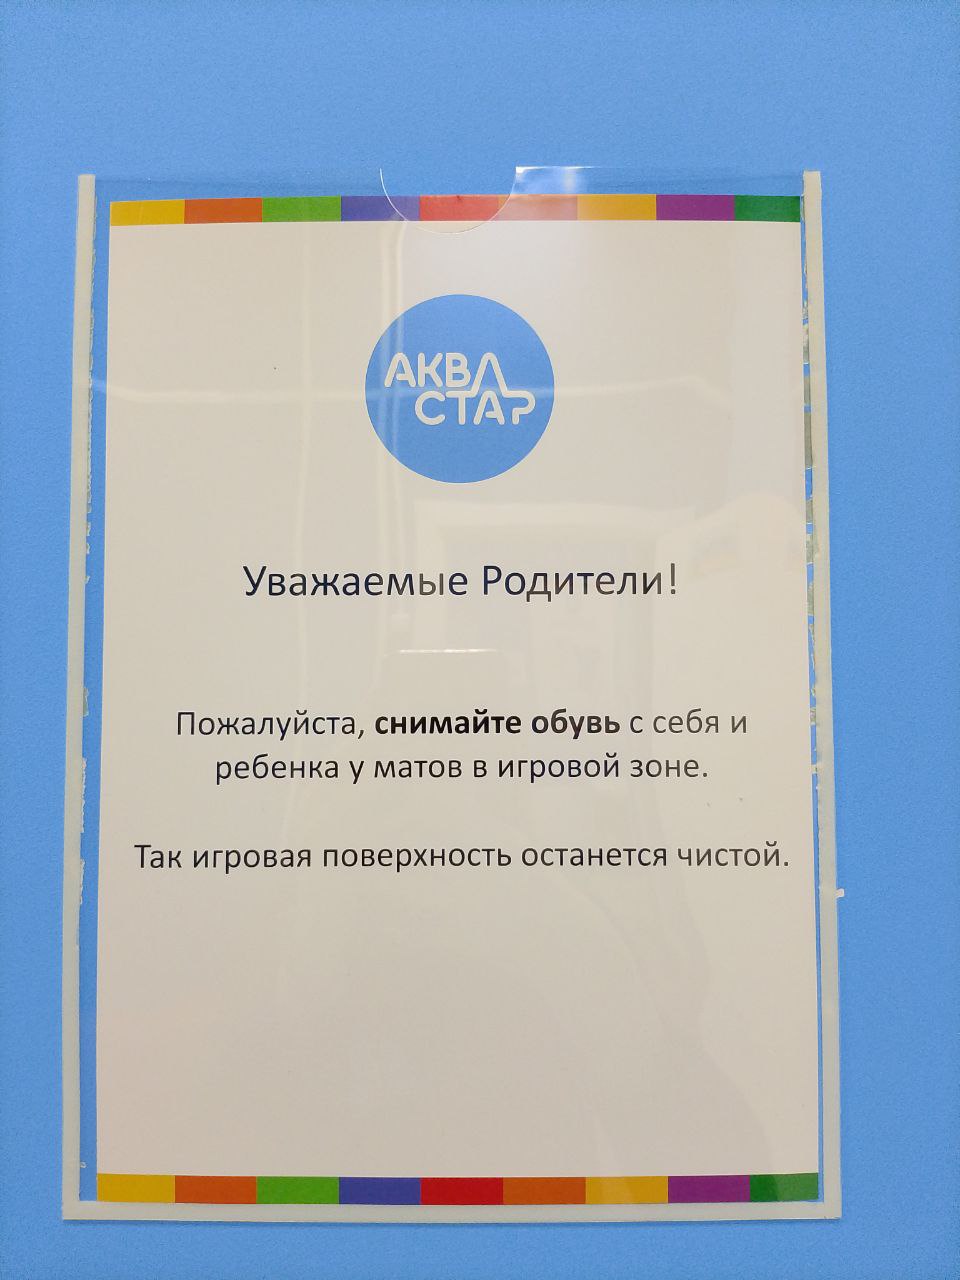 АКВА
СТАР
Уважаемые Родители!
Пожалуйста, снимайте обувь с себя и
ребенка у матов в игровой зоне.
Так игровая поверхность останется чистой.